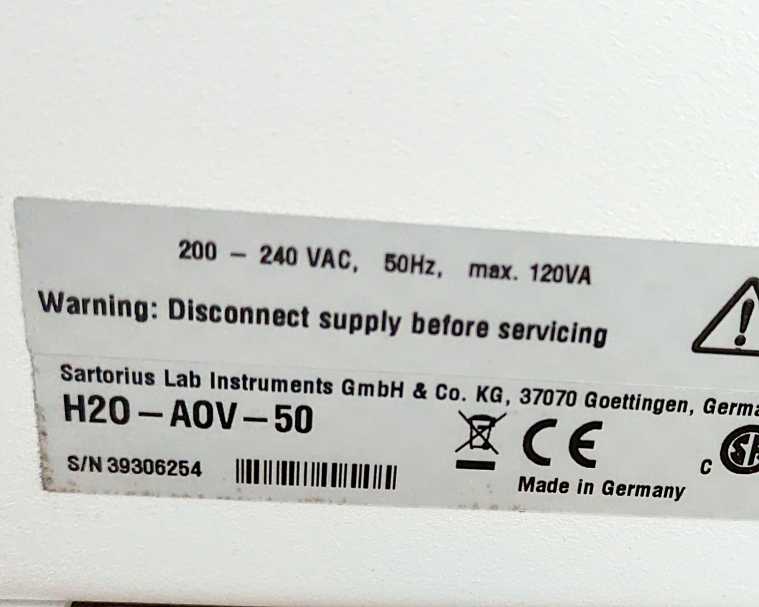 200 – 240 VAC, 50Hz, max. 120VA
Warning: Disconnect supply before servicing
Sartorius Lab Instruments GmbH & Co. KG, 37070 Goettingen,
H2O – AOV – 50
S/N 39306254
CE
C
Made in Germany